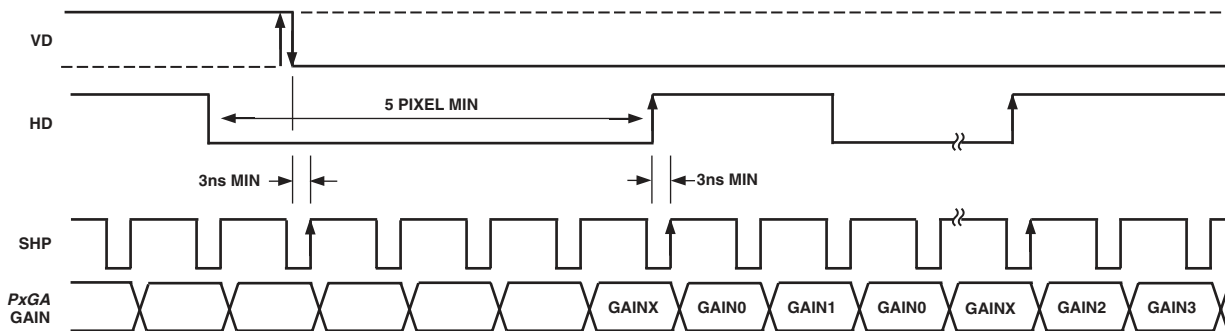 VD
5 PIXEL MIN
HD
3ns MIN
3ns MIN
SHP
PxGA
GAIN
GAINX
GAIN0
GAIN1
GAIN0
GAINX
GAIN2
GAIN3